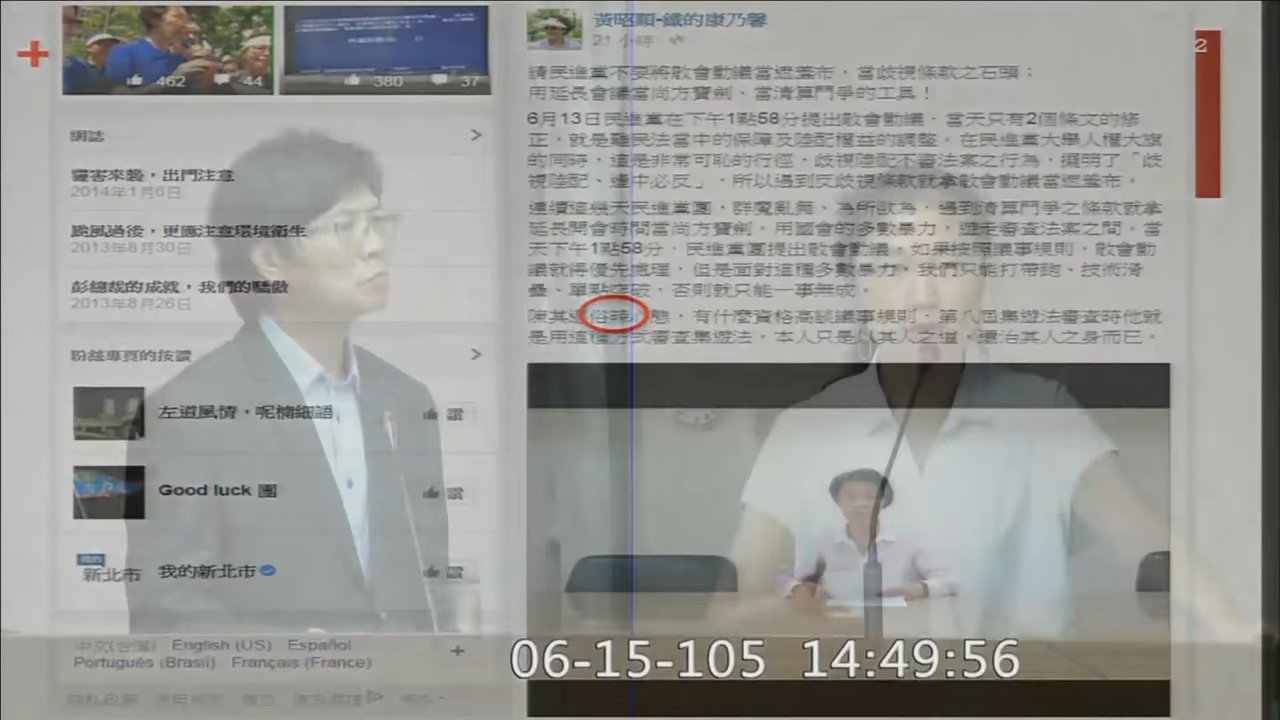 462
44
380
37
網誌
霾害來襲，出門注意
2014年1月6日
颱風過後，更應注意環境衛生
2013年8月30日
彭總裁的成就，我們的驕傲
2013年8月26日
粉絲專頁的按讚
左道風情，呢喃細語
讚
Good luck 團
讚
新北市
我的新北市
讚
中文(台灣) English (US) Español
Português (Brasil) Français (France)
黃昭順-鐵的康乃馨
21 小時
請民進黨不要將散會動議當遮羞布，當歧視條款之石頭；
用延長會議當尚方寶劍、當清算鬥爭的工具！
6月13日民進黨在下午1點58分提出散會動議，當天只有2個條文的修
正，就是難民法當中的保障及陸配權益的調整。在民進黨大舉人權大旗
的同時，這是非常可恥的行徑，歧視陸配不審法案之行為，擺明了「歧
視陸配、逢中必反」，所以遇到反歧視條款就拿散會動議當遮羞布。
連續這幾天民進黨團，群魔亂舞、為所欲為，遇到清算鬥爭之條款就拿
延長開會時間當尚方寶劍。用國會的多數暴力，遊走審查法案之間。當
天下午1點58分，民進黨團提出散會動議，如果按照議事規則，散會動
議就得優先處理，但是面對這種多數暴力，我們只能打帶跑、技術滑
壘、單點突破，否則就只能一事無成。
陳其邁俗辣心態，有什麼資格高談議事規則，第八屆集遊法審查時他就
是用這種方式審查集遊法，本人只是以其人之道，還治其人之身而已。
2
06-15-105 14:49:56